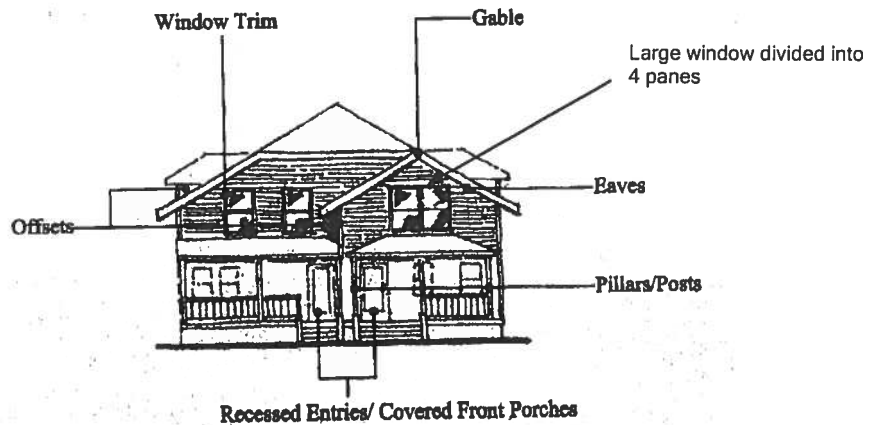 Window Trim
Gable
Large window divided into
4 panes
Eaves
Offsets
Pillars/Posts
Recessed Entries/ Covered Front Porches